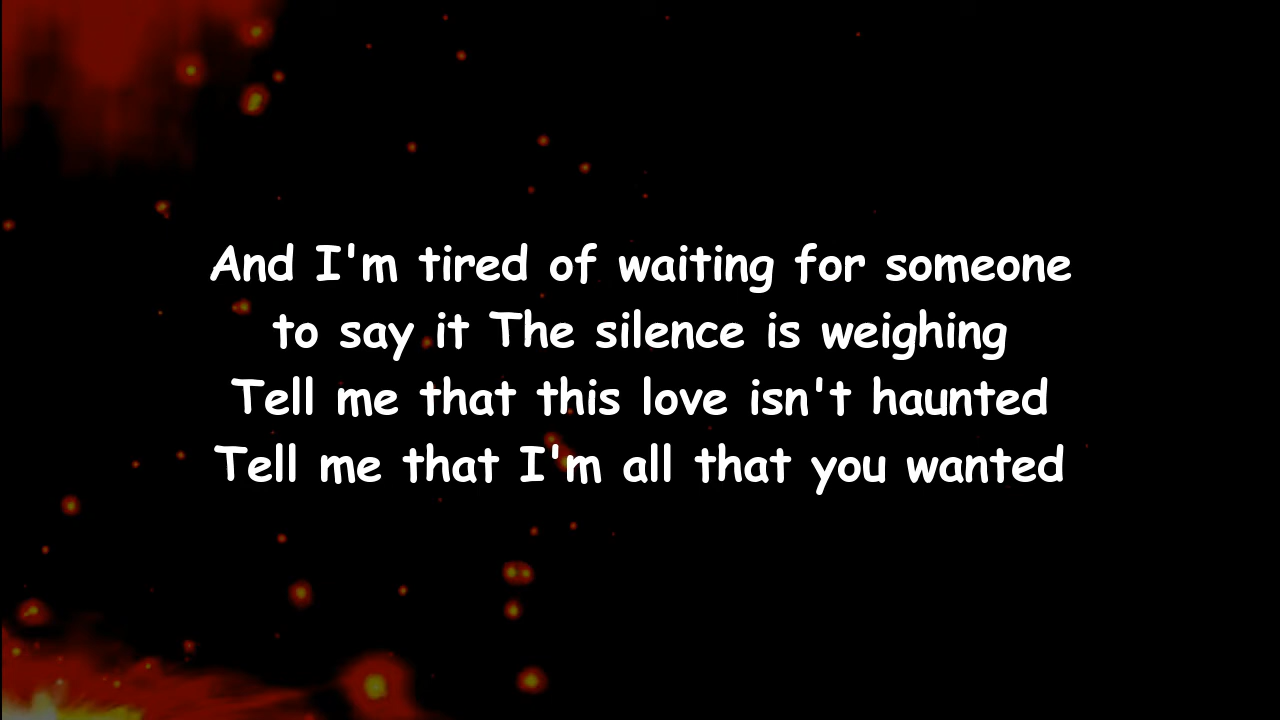 And I'm tired of waiting for someone
to say it The silence is weighing
Tell me that this love isn't haunted
Tell me that I'm all that you wanted